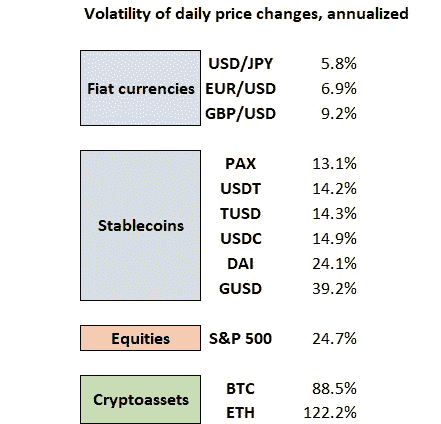 Volatility of daily price changes, annualized
Fiat currencies
USD/JPY 5.8%
EUR/USD 6.9%
GBP/USD 9.2%
Stablecoins
PAX 13.1%
USDT 14.2%
TUSD 14.3%
USDC 14.9%
DAI 24.1%
GUSD 39.2%
Equities S&P 500 24.7%
Cryptoassets
BTC 88.5%
ETH 122.2%